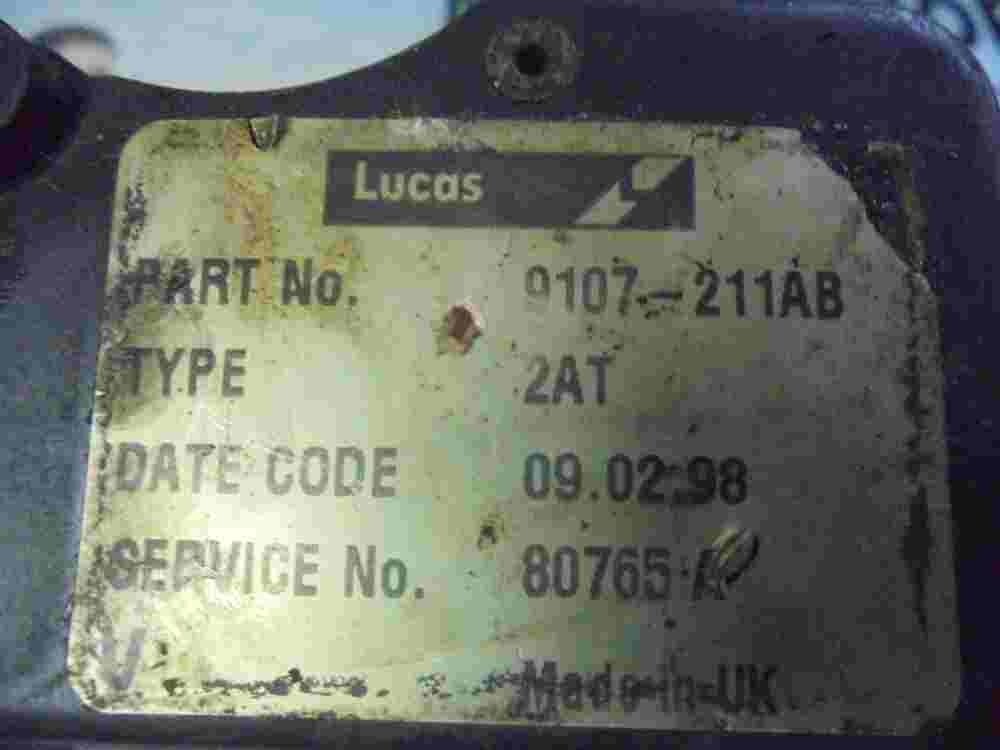 Lucas
PART No. 9107-211AB
TYPE 2AT
DATE CODE 09.02.98
SERVICE No. 80765 A
V
Made in UK